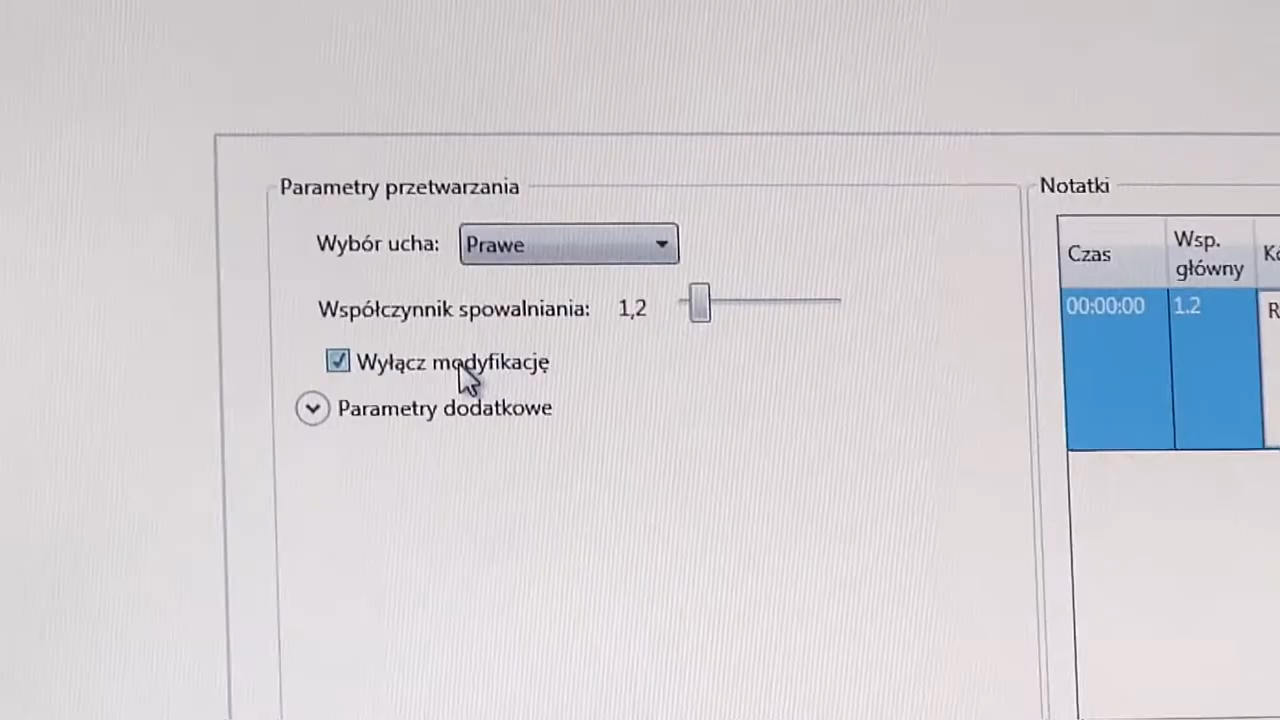 Parametry przetwarzania
Wybór ucha: Prawe
Współczynnik spowalniania: 1,2
Wyłącz modyfikację
Parametry dodatkowe
Notatki
Czas
Wsp. główny
00:00:00
1.2
R